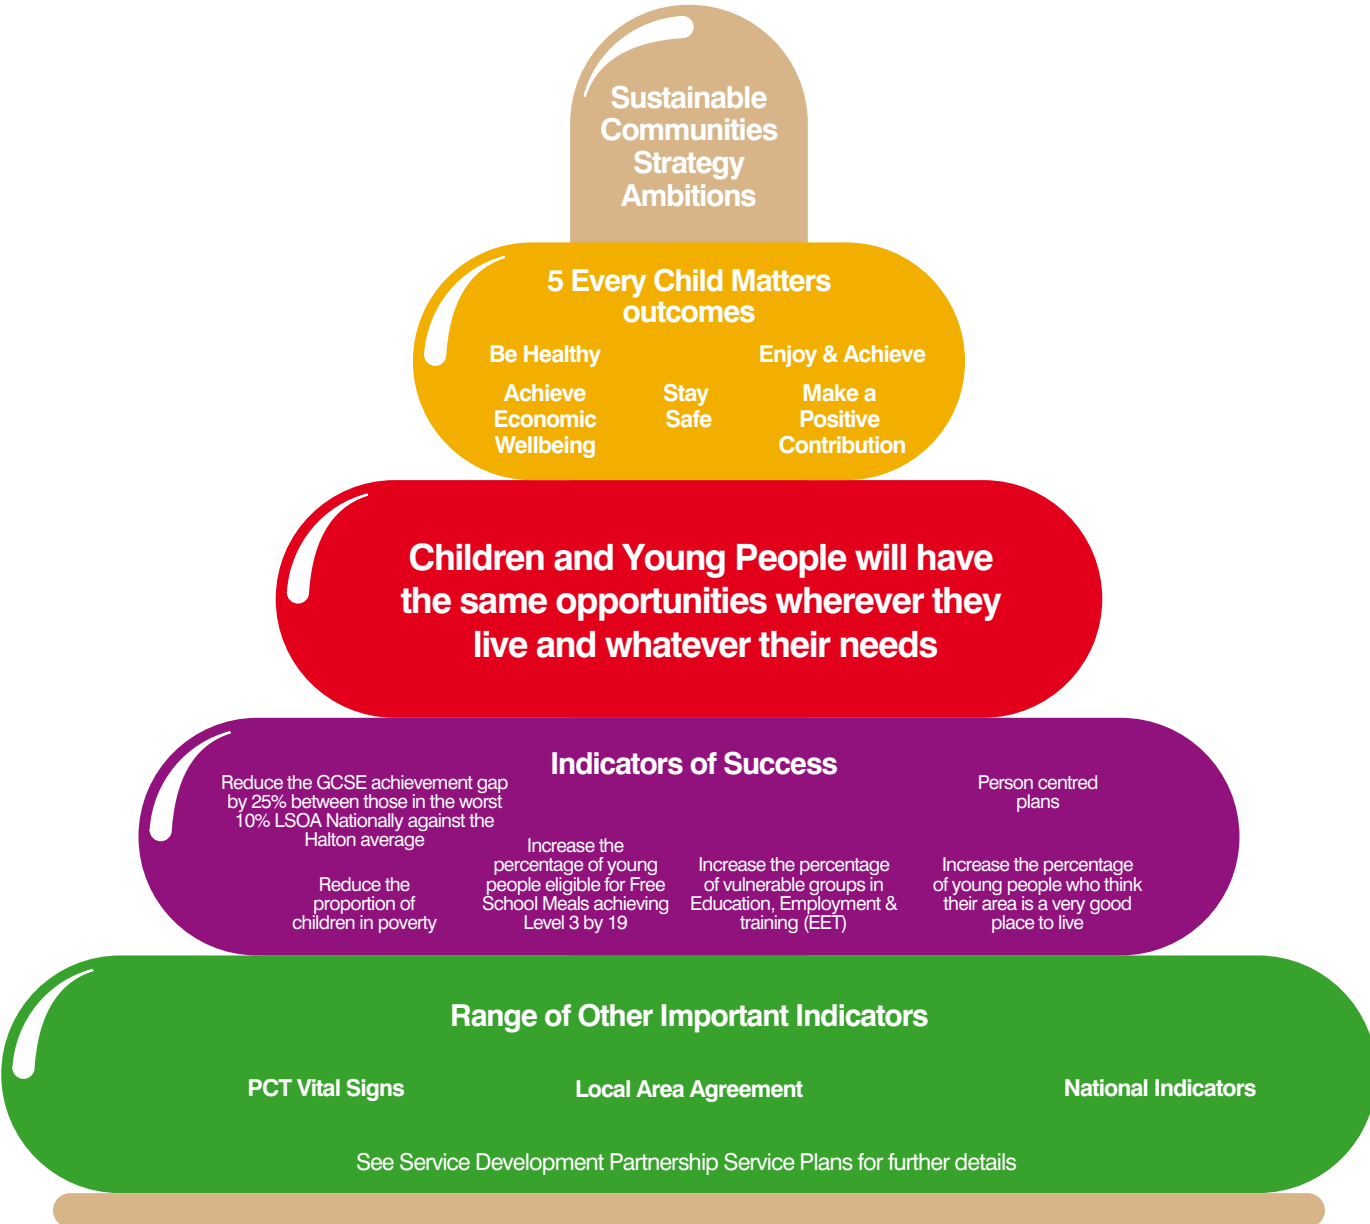 Sustainable
Communities
Strategy
Ambitions
5 Every Child Matters
outcomes
Be Healthy
Enjoy & Achieve
Achieve
Economic
Wellbeing
Stay
Safe
Make a
Positive
Contribution
Children and Young People will have
the same opportunities wherever they
live and whatever their needs
Indicators of Success
Reduce the GCSE achievement gap
by 25% between those in the worst
10% LSOA Nationally against the
Halton average
Person centred
plans
Reduce the
proportion of
children in poverty
Increase the
percentage of young
people eligible for Free
School Meals achieving
Level 3 by 19
Increase the percentage
of vulnerable groups in
Education, Employment &
training (EET)
Increase the percentage
of young people who think
their area is a very good
place to live
Range of Other Important Indicators
PCT Vital Signs
Local Area Agreement
National Indicators
See Service Development Partnership Service Plans for further details